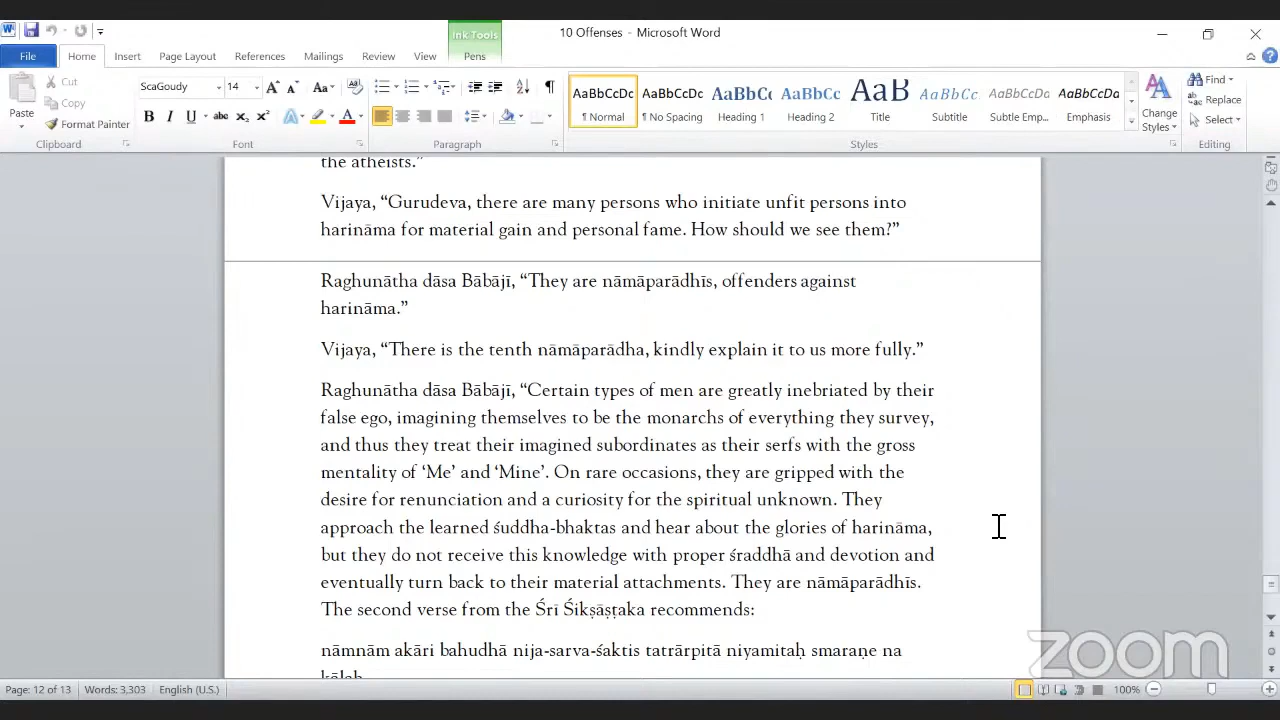 Ink Tools
10 Offenses - Microsoft Word
File Home Insert Page Layout References Mailings Review View Pens
Paste
Cut
Copy
Format Painter
Clipboard
ScaGoudy 14
Font
Paragraph
AaBbCcDc AaBbCcDc AaBbCc AaBbCc AaB AaBbCc. AaBbCcDc AaBbCcDc
¶ Normal ¶ No Spacing Heading 1 Heading 2 Title Subtitle Subtle Emp... Emphasis
Change
Styles
Styles
Find
Replace
Select
Editing
the atheists.”
Vijaya, “Gurudeva, there are many persons who initiate unfit persons into
harināma for material gain and personal fame. How should we see them?”
Raghunātha dāsa Bābājī, “They are nāmāparādhīs, offenders against
harināma.”
Vijaya, “There is the tenth nāmāparādha, kindly explain it to us more fully.”
Raghunātha dāsa Bābājī, “Certain types of men are greatly inebriated by their
false ego, imagining themselves to be the monarchs of everything they survey,
and thus they treat their imagined subordinates as their serfs with the gross
mentality of ‘Me’ and ‘Mine’. On rare occasions, they are gripped with the
desire for renunciation and a curiosity for the spiritual unknown. They
approach the learned śuddha-bhaktas and hear about the glories of harināma,
but they do not receive this knowledge with proper śraddhā and devotion and
eventually turn back to their material attachments. They are nāmāparādhīs.
The second verse from the Śrī Śikṣāṣṭaka recommends:
nāmnām akāri bahudhā nija-sarva-śaktis tatrārpitā niyamitaḥ smaraṇe na
zoom
Page: 12 of 13 Words: 3,303 English (U.S.) 100%